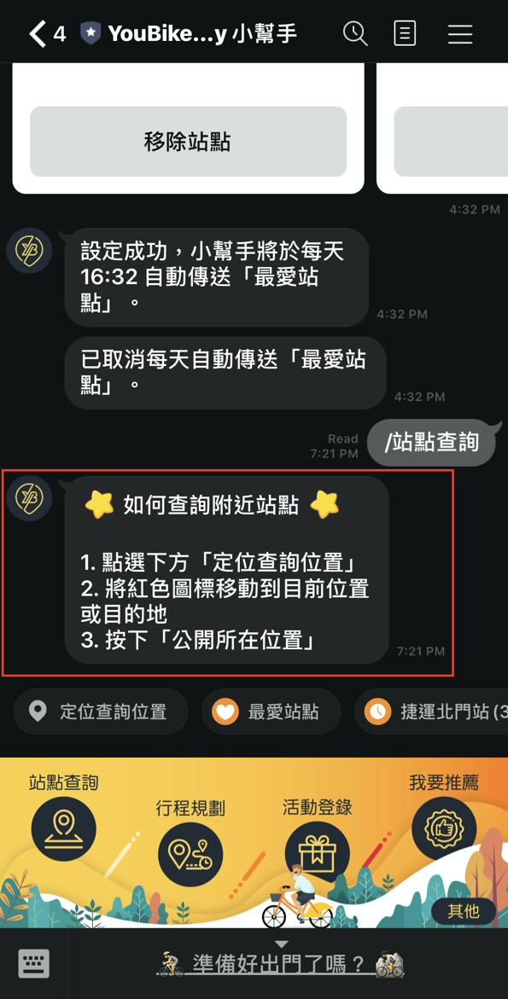 4 YouBike...y 小幫手
移除站點
4:32 PM
設定成功，小幫手將於每天
16:32 自動傳送「最愛站
點」。
4:32 PM
已取消每天自動傳送「最愛站
點」。
4:32 PM
Read
7:21 PM
/站點查詢
如何查詢附近站點
1. 點選下方「定位查詢位置」
2. 將紅色圖標移動到目前位置
或目的地
3. 按下「公開所在位置」
7:21 PM
定位查詢位置 最愛站點 捷運北門站(3
站點查詢
行程規劃
活動登錄
我要推薦
其他
準備好出門了嗎？